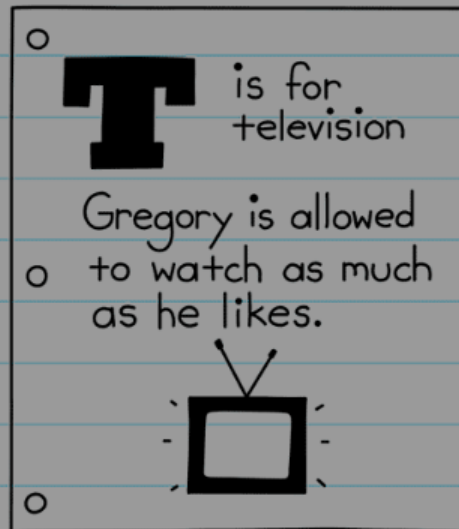 T is for
television
Gregory is allowed
to watch as much
as he likes.